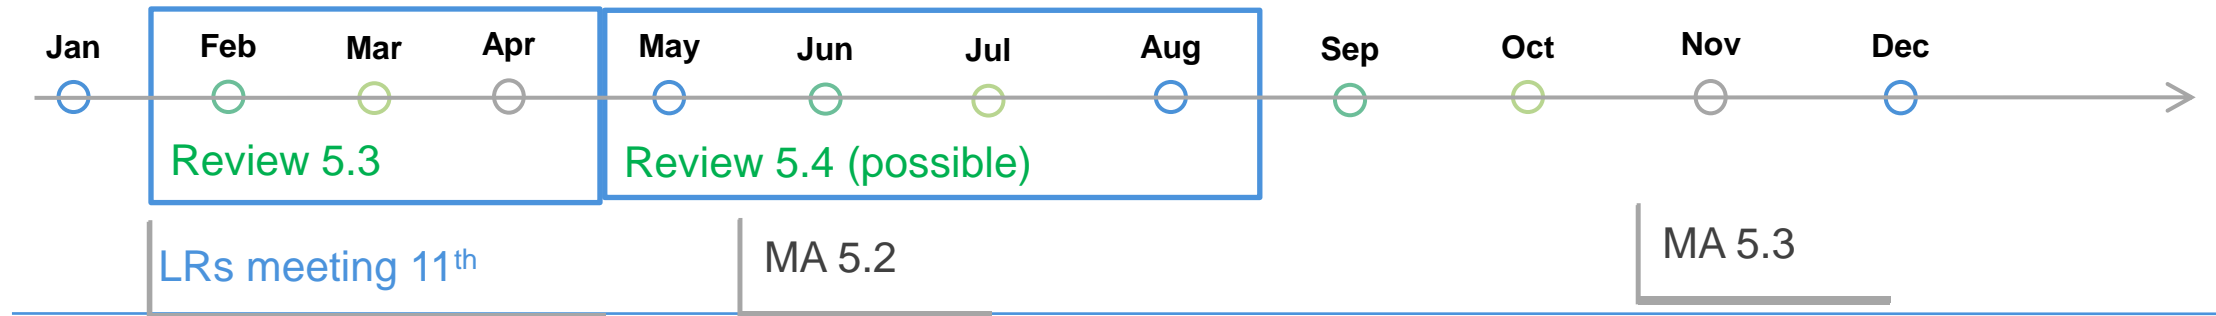 Jan Feb Mar Apr May Jun Jul Aug Sep Oct Nov Dec
Review 5.3
Review 5.4 (possible)
LRs meeting 11th
MA 5.2
MA 5.3